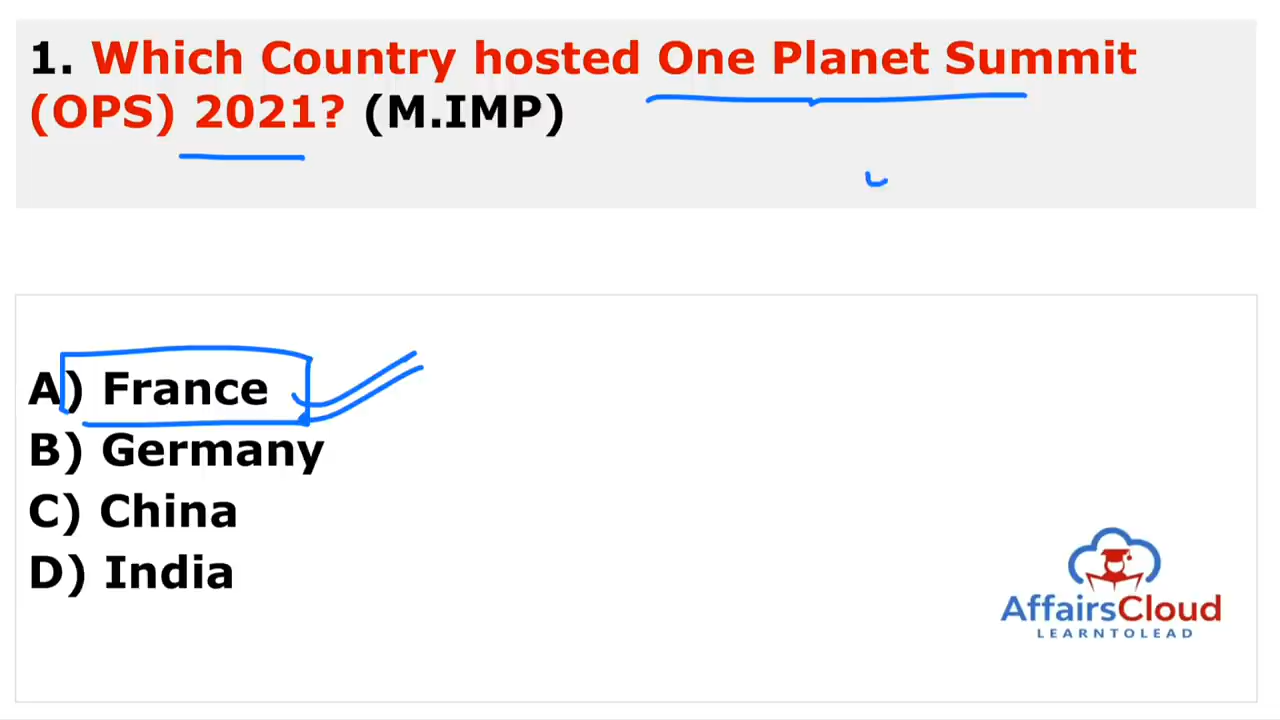 1. Which Country hosted One Planet Summit
(OPS) 2021? (M.IMP)
A) France
B) Germany
C) China
D) India
AffairsCloud
LEARNTOLEAD